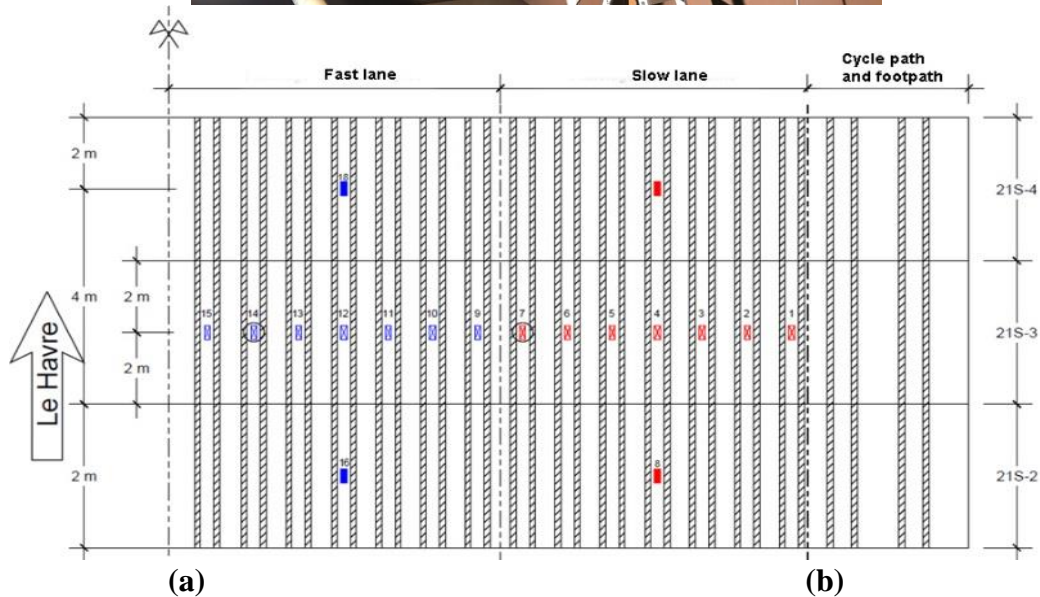 Fast lane
Slow lane
Cycle path
and footpath
2 m
18
21S-4
4 m
2 m
15 14 13 12 11 10 9 7 6 5 4 3 2 1
21S-3
2 m
Le Havre
2 m
16
8
21S-2
(a)
(b)